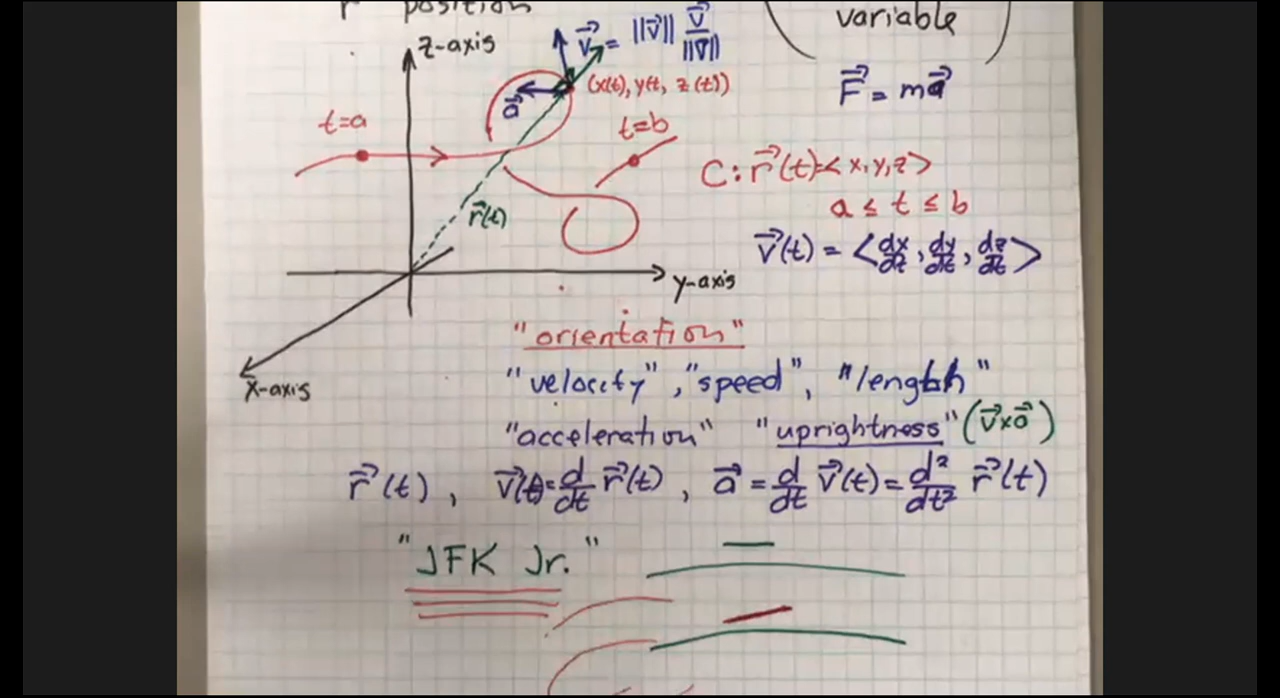 r position
variable
z-axis
v⃗ = ||v⃗|| v⃗/||v⃗||
(x(t), y(t, z(t))
a⃗
F⃗ = ma⃗
t=a
t=b
C: r⃗(t)=< x, y, z >
a ≤ t ≤ b
r⃗(t)
v⃗(t) = < dx/dt, dy/dt, dz/dt >
y-axis
x-axis
"orientation"
"velocity", "speed", "length"
"acceleration" "uprightness" (v⃗×a⃗)
r⃗(t), v⃗(t)= d/dt r⃗(t), a⃗ = d/dt v⃗(t) = d²/dt² r⃗(t)
"JFK Jr."